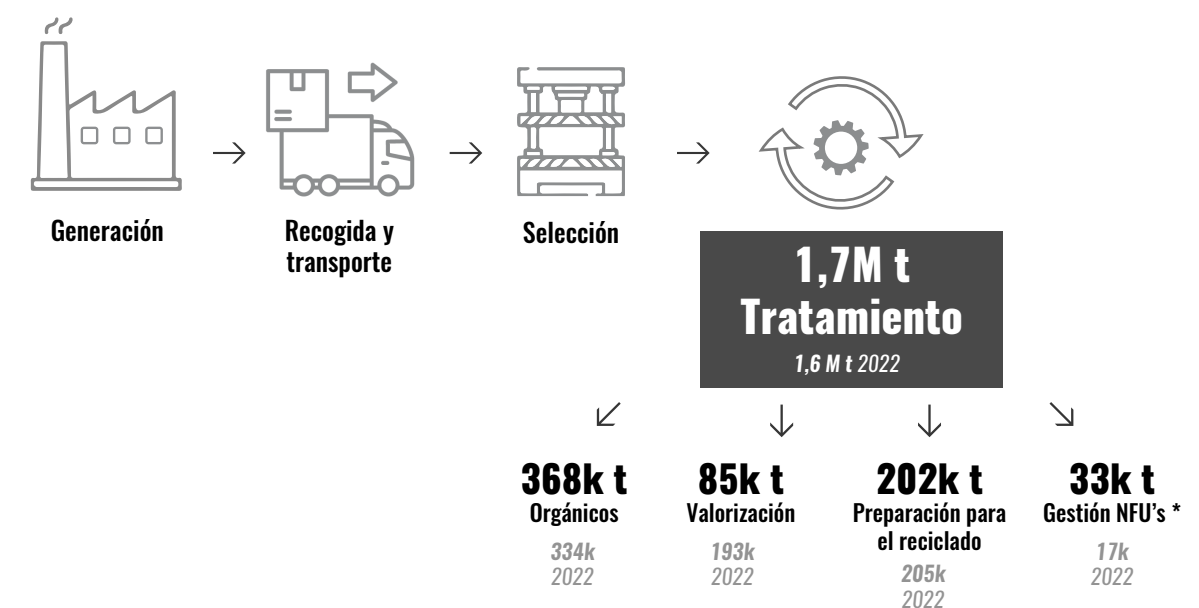 Generación
Recogida y
transporte
Selección
1,7M t
Tratamiento
1,6 M t 2022
368k t
Orgánicos
334k
2022
85k t
Valorización
193k
2022
202k t
Preparación para
el reciclado
205k
2022
33k t
Gestión NFU's *
17k
2022